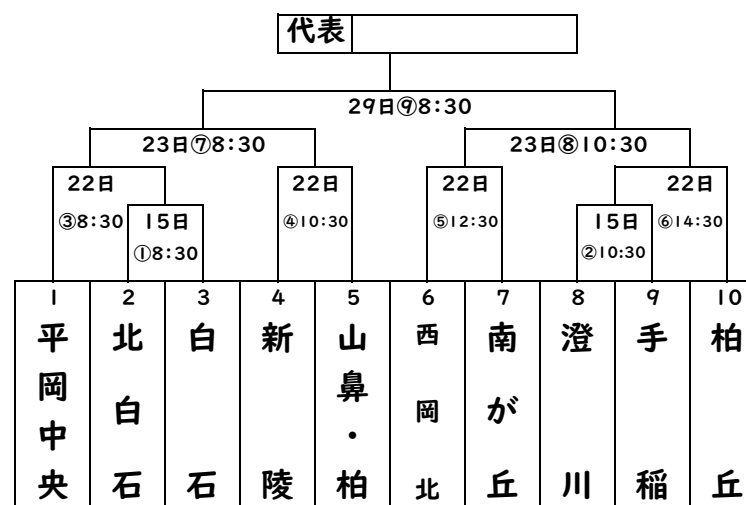 代表
29日⑨8:30
23日⑦8:30
23日⑧10:30
22日
22日
22日
22日
③8:30
15日
④10:30
⑤12:30
15日
⑥14:30
①8:30
②10:30
1
2
3
4
5
6
7
8
9
10
平岡中央
北白石
白石
新陵
山鼻・柏
西岡北
南が丘
澄川
手稲
柏丘